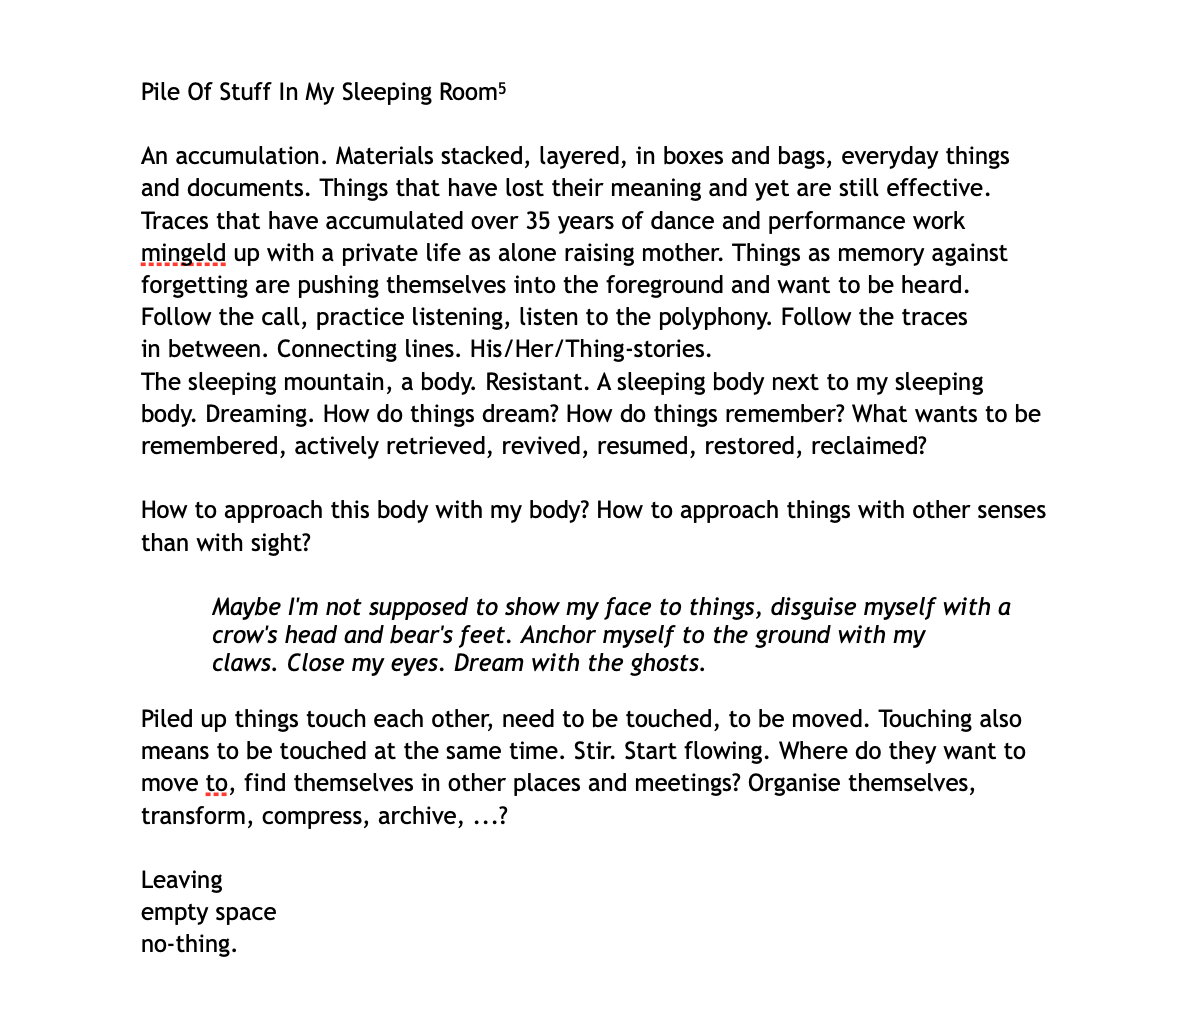 Pile Of Stuff In My Sleeping Room⁵
An accumulation. Materials stacked, layered, in boxes and bags, everyday things
and documents. Things that have lost their meaning and yet are still effective.
Traces that have accumulated over 35 years of dance and performance work
mingeld up with a private life as alone raising mother. Things as memory against
forgetting are pushing themselves into the foreground and want to be heard.
Follow the call, practice listening, listen to the polyphony. Follow the traces
in between. Connecting lines. His/Her/Thing-stories.
The sleeping mountain, a body. Resistant. A sleeping body next to my sleeping
body. Dreaming. How do things dream? How do things remember? What wants to be
remembered, actively retrieved, revived, resumed, restored, reclaimed?
How to approach this body with my body? How to approach things with other senses
than with sight?
Maybe I'm not supposed to show my face to things, disguise myself with a
crow's head and bear's feet. Anchor myself to the ground with my
claws. Close my eyes. Dream with the ghosts.
Piled up things touch each other, need to be touched, to be moved. Touching also
means to be touched at the same time. Stir. Start flowing. Where do they want to
move to, find themselves in other places and meetings? Organise themselves,
transform, compress, archive, ...?
Leaving
empty space
no-thing.